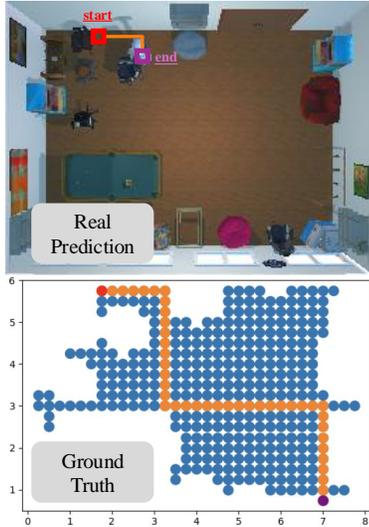 start
end
Real
Prediction
6
5
4
3
2
1
Ground
Truth
0 1 2 3 4 5 6 7 8